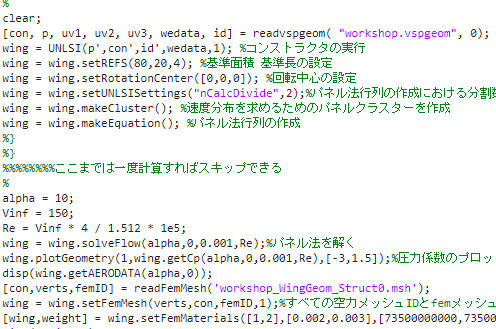 %
clear;
[con, p, uv1, uv2, uv3, wedata, id] = readvspgeom( "workshop.vspgeom", 0);
wing = UNLSI(p',con',id',wedata,1); %コンストラクタの実行
wing = wing.setREFS(80,20,4); %基準面積 基準長の設定
wing = wing.setRotationCenter([0,0,0]); %回転中心の設定
wing = wing.setUNLSISettings("nCalcDivide",2);%パネル法行列の作成における分割
wing = wing.makeCluster(); %速度分布を求めるためのパネルクラスターを作成
wing = wing.makeEquation(); %パネル法行列の作成
%}
%}
%%%%%%%%ここまでは一度計算すればスキップできる
%
alpha = 10;
Vinf = 150;
Re = Vinf * 4 / 1.512 * 1e5;
wing = wing.solveFlow(alpha,0,0.001,Re);%パネル法を解く
wing.plotGeometry(1,wing.getCp(alpha,0,0.001,Re),[-3,1.5]);%圧力係数のプロッ
disp(wing.getAERODATA(alpha,0));
[con,verts,femID] = readFemMesh('workshop_WingGeom_Struct0.msh');
wing = wing.setFemMesh(verts,con,femID,1);%すべての空力メッシュIDとfemメッシ
[wing,weight] = wing.setFemMaterials([1,2],[0.002,0.003],[73500000000,73500